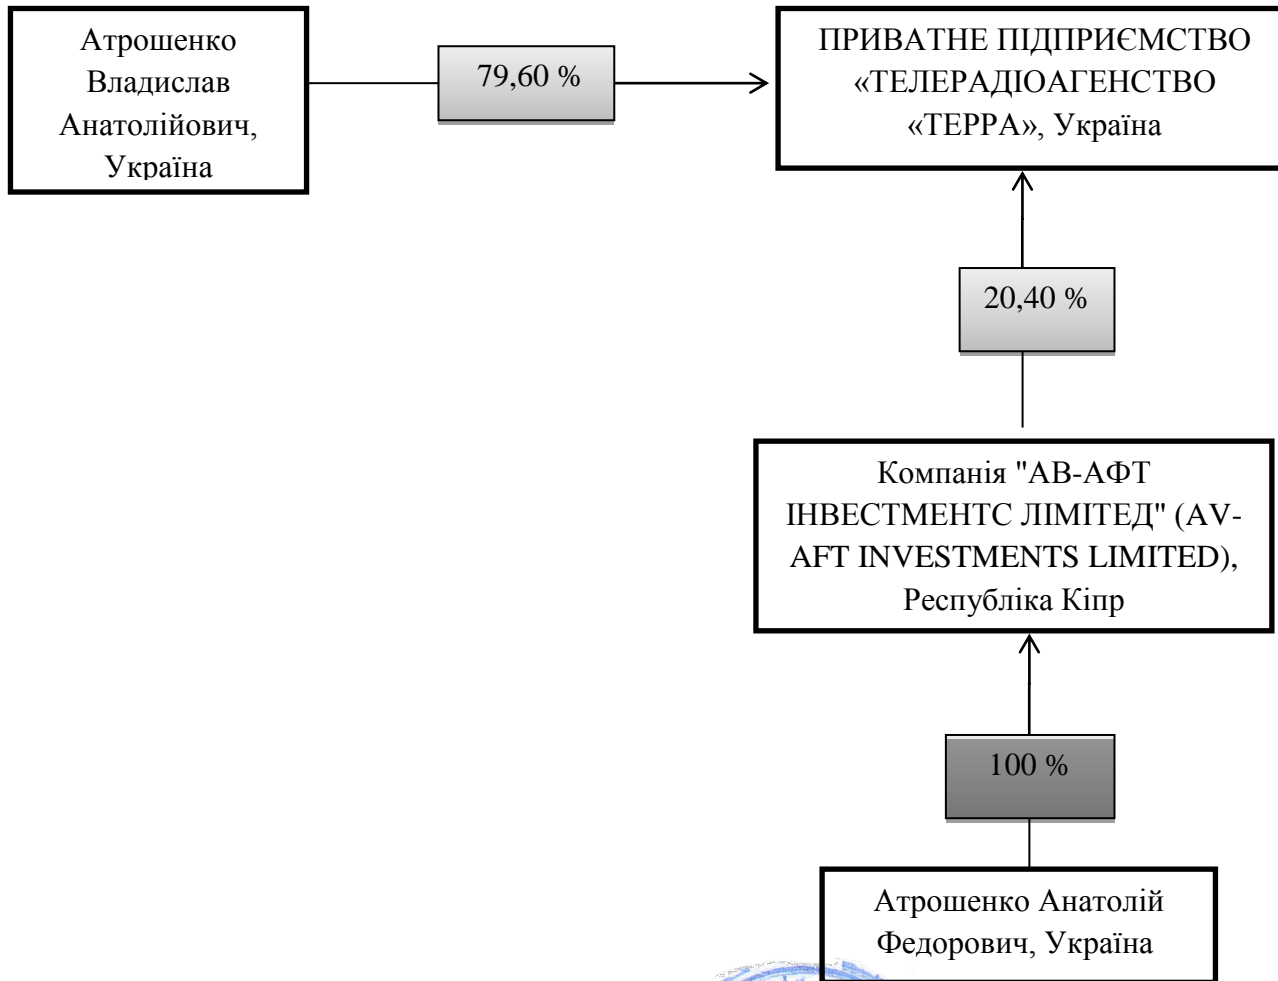 Атрошенко
Владислав
Анатолійович,
Україна
79,60 %
ПРИВАТНЕ ПІДПРИЄМСТВО
«ТЕЛЕРАДІОАГЕНСТВО
«ТЕРРА», Україна
20,40 %
Компанія "АВ-АФТ
ІНВЕСТМЕНТС ЛІМІТЕД" (AV-
AFT INVESTMENTS LIMITED),
Республіка Кіпр
100 %
Атрошенко Анатолій
Федорович, Україна